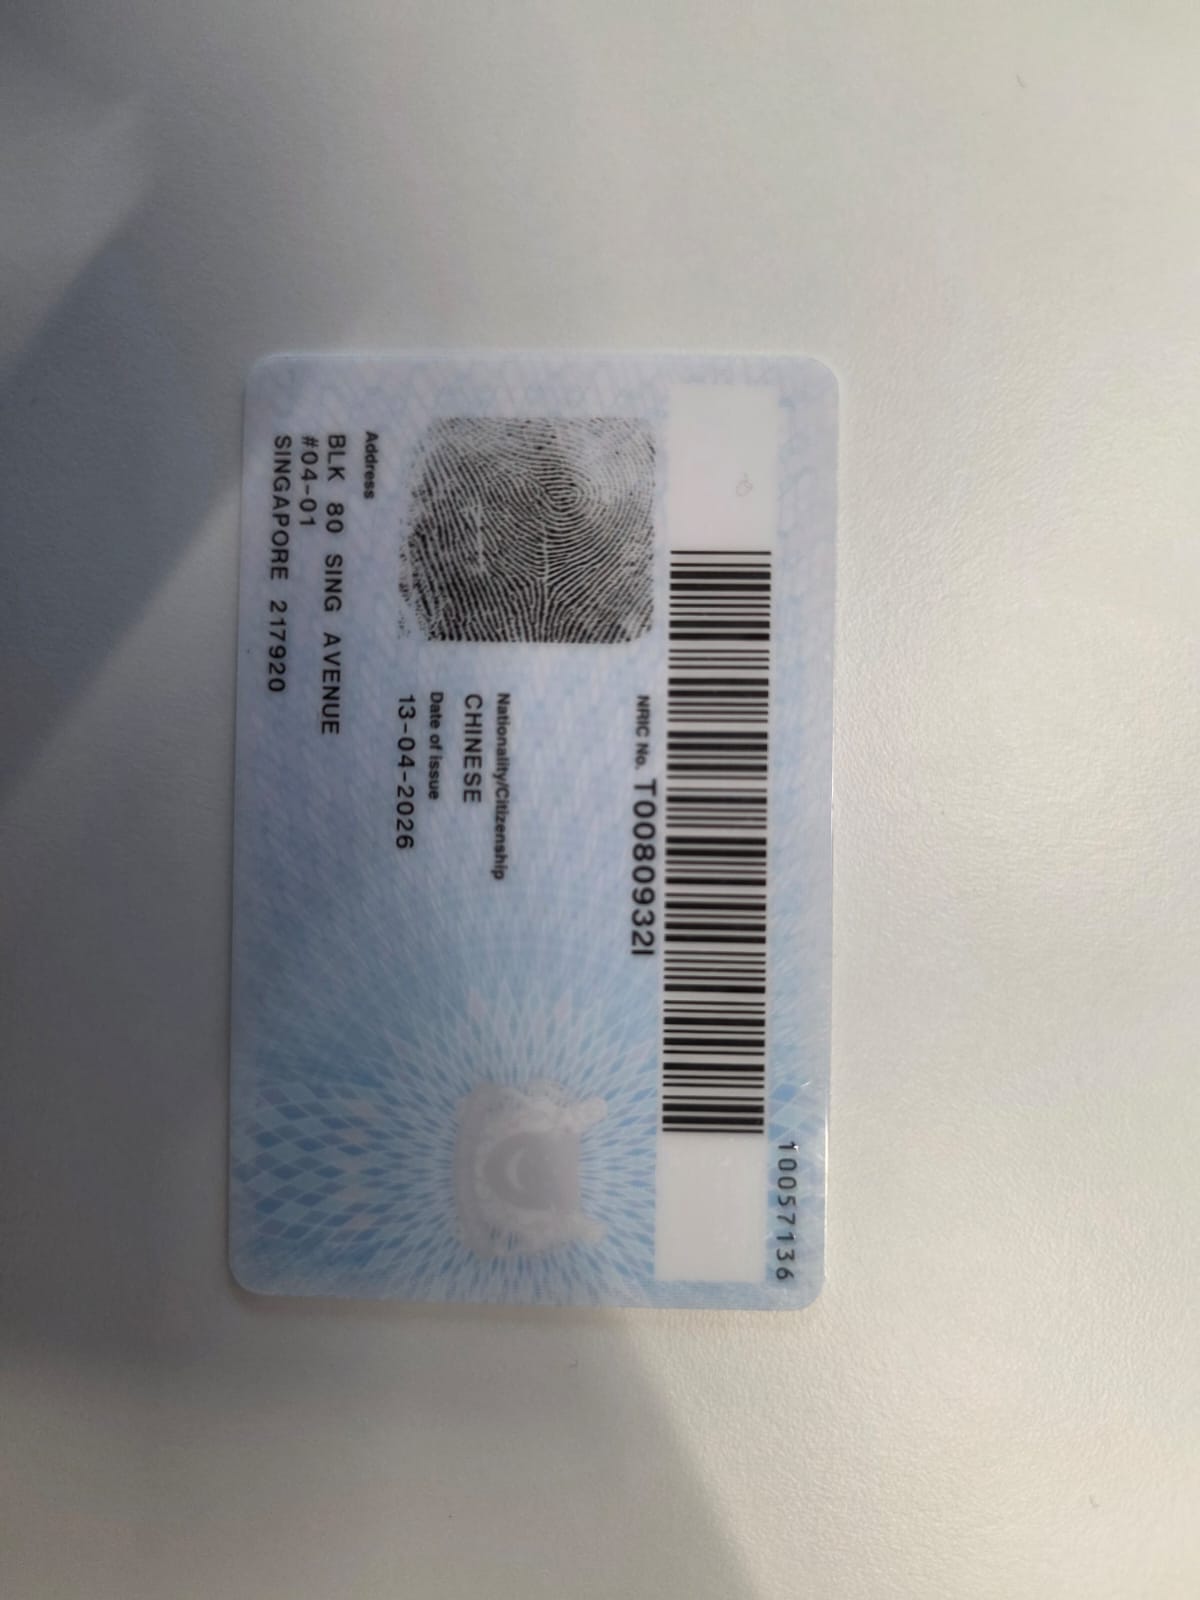 10057136
NRIC No. T0080932I
Nationality/Citizenship
CHINESE
Date of issue
13-04-2026
Address
BLK 80 SING AVENUE
#04-01
SINGAPORE 217920